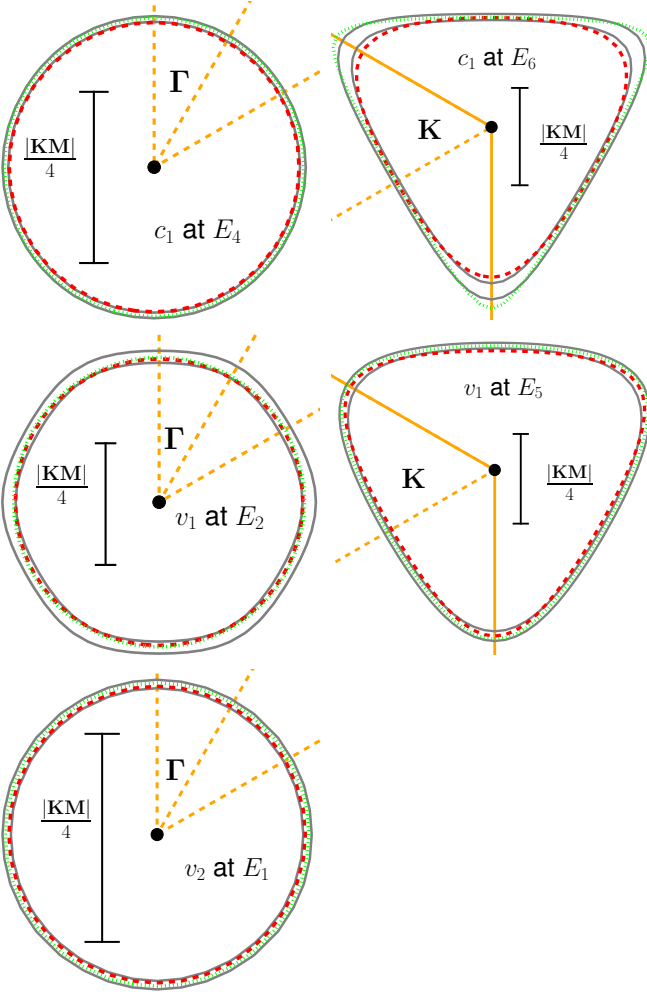 Γ
|KM|
4
c₁ at E₄
c₁ at E₆
K
|KM|
4
Γ
|KM|
4
v₁ at E₂
v₁ at E₅
K
|KM|
4
Γ
|KM|
4
v₂ at E₁